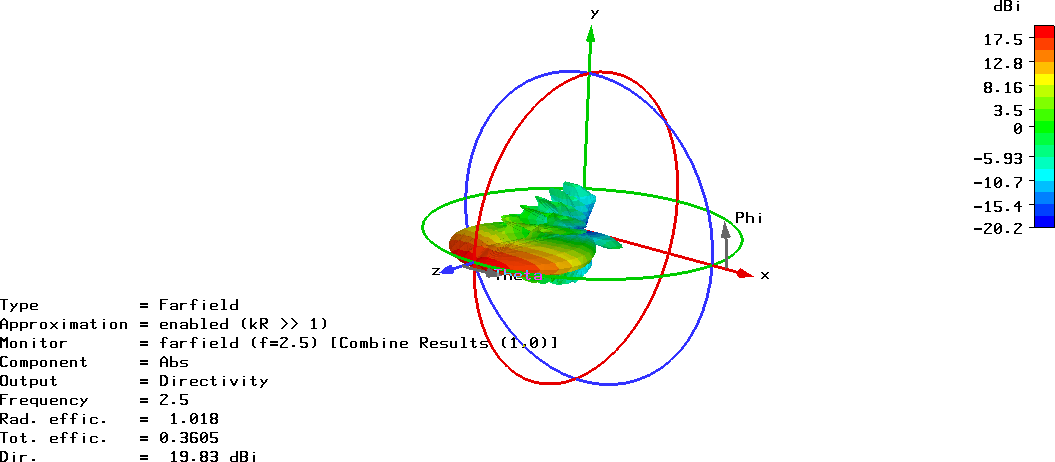 dBi
y
17.5
12.8
8.16
3.5
0
-5.93
-10.7
-15.4
-20.2
Phi
z
Theta
x
Type = Farfield
Approximation = enabled (kR >> 1)
Monitor = farfield (f=2.5) [Combine Results (1,0)]
Component = Abs
Output = Directivity
Frequency = 2.5
Rad. effic. = 1.018
Tot. effic. = 0.3605
Dir. = 19.83 dBi